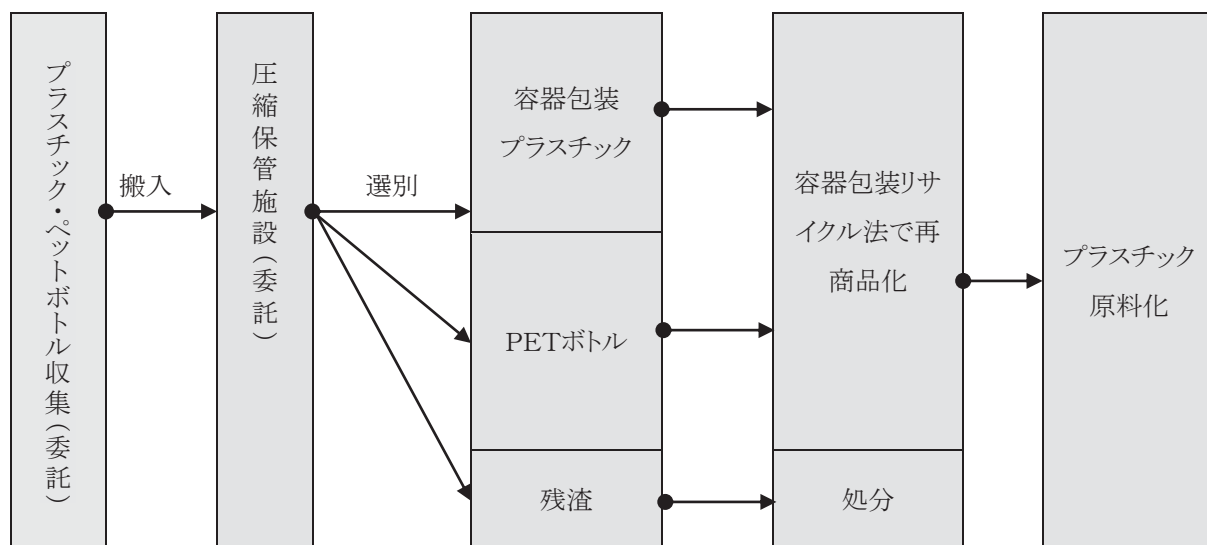 プラスチック・ペットボトル収集(委託)
搬入
圧縮保管施設(委託)
選別
容器包装
プラスチック
PETボトル
残渣
容器包装リサ
イクル法で再
商品化
処分
プラスチック
原料化